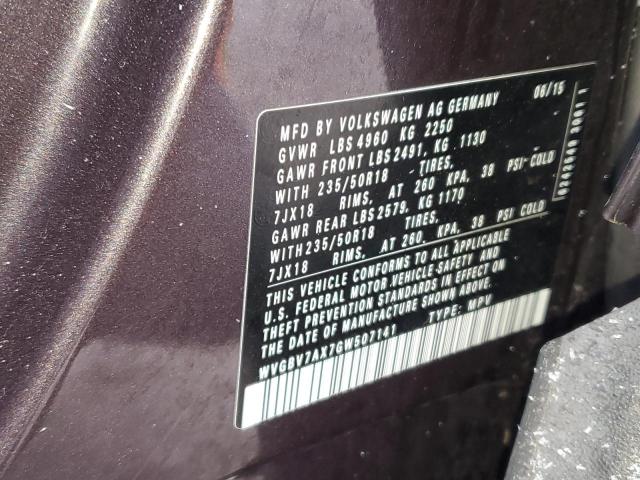 MFD BY VOLKSWAGEN AG GERMANY 06/15
GVWR LBS 4960 KG 2250
GAWR FRONT LBS 2491, KG 1130
WITH 235/50R18 TIRES,
7JX18 RIMS, AT 260 KPA, 38 PSI COLD
GAWR REAR LBS 2579, KG 1170
WITH 235/50R18 TIRES,
7JX18 RIMS, AT 260 KPA, 38 PSI COLD
THIS VEHICLE CONFORMS TO ALL APPLICABLE
U.S. FEDERAL MOTOR VEHICLE SAFETY AND
THEFT PREVENTION STANDARDS IN EFFECT ON
THE DATE OF MANUFACTURE SHOWN ABOVE.
WVGBV7AX7GW507141 TYPE: MPV